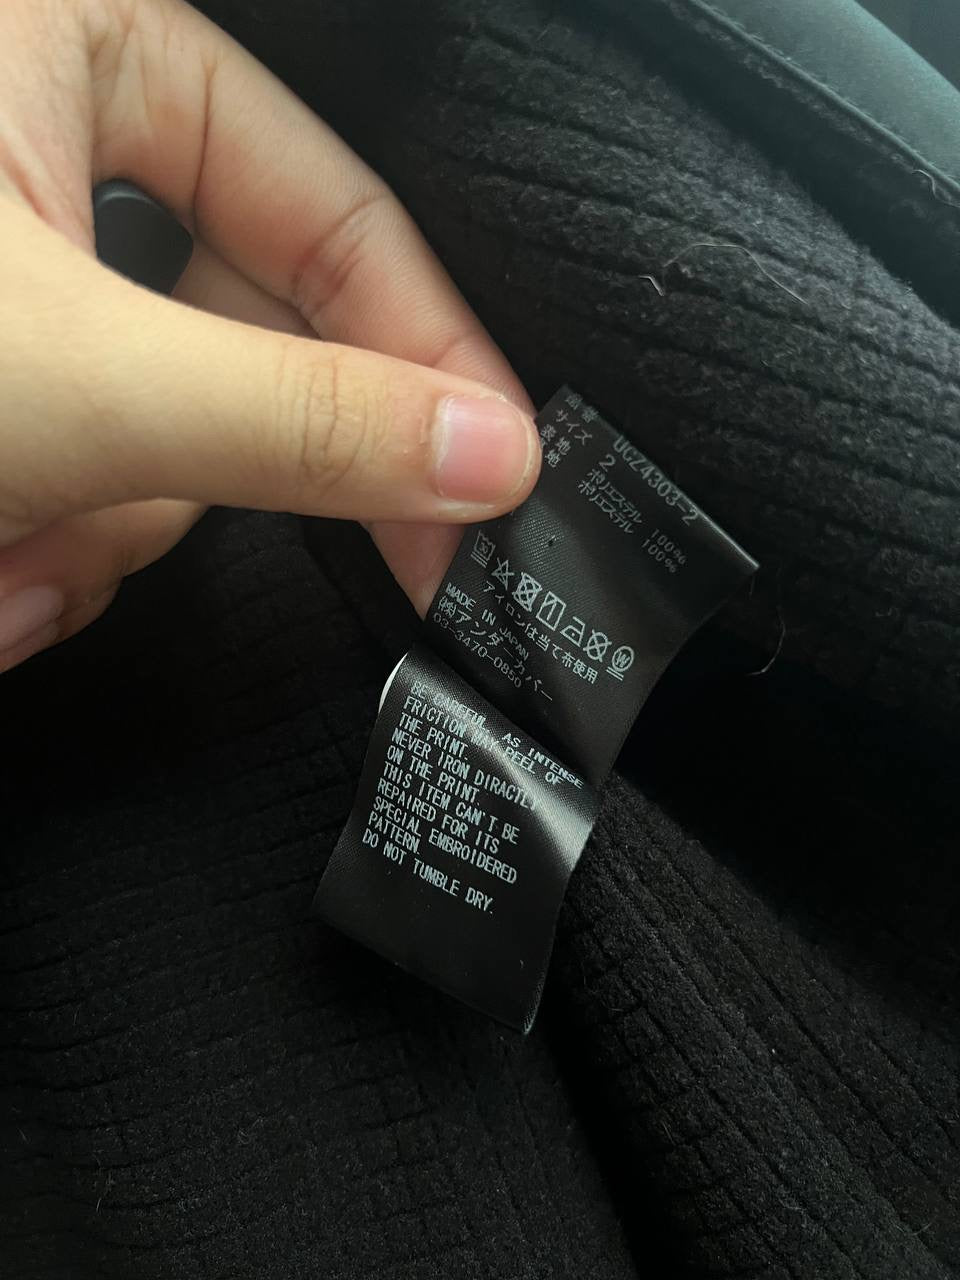 品番 UCZ4303-2
サイズ 2
表地 ポリエステル 100%
地 ポリエステル 100%
アイロンは当て布使用
MADE IN JAPAN
(株)アンダーカバー
03-3470-0850
BE CAREFUL, AS INTENSE
FRICTION MAY PEEL OF
THE PRINT.
NEVER IRON DIRACTLY
ON THE PRINT.
THIS ITEM CAN'T BE
REPAIRED FOR ITS
SPECIAL EMBROIDERED
PATTERN.
DO NOT TUMBLE DRY.